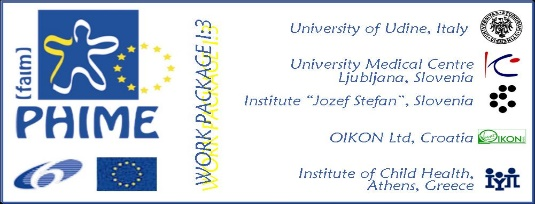 [faim]
PHIME
WORK PACKAGE I:3
University of Udine, Italy
University Medical Centre
Ljubljana, Slovenia
Institute "Jozef Stefan", Slovenia
OIKON Ltd, Croatia
OIKON
Institute of Child Health,
Athens, Greece